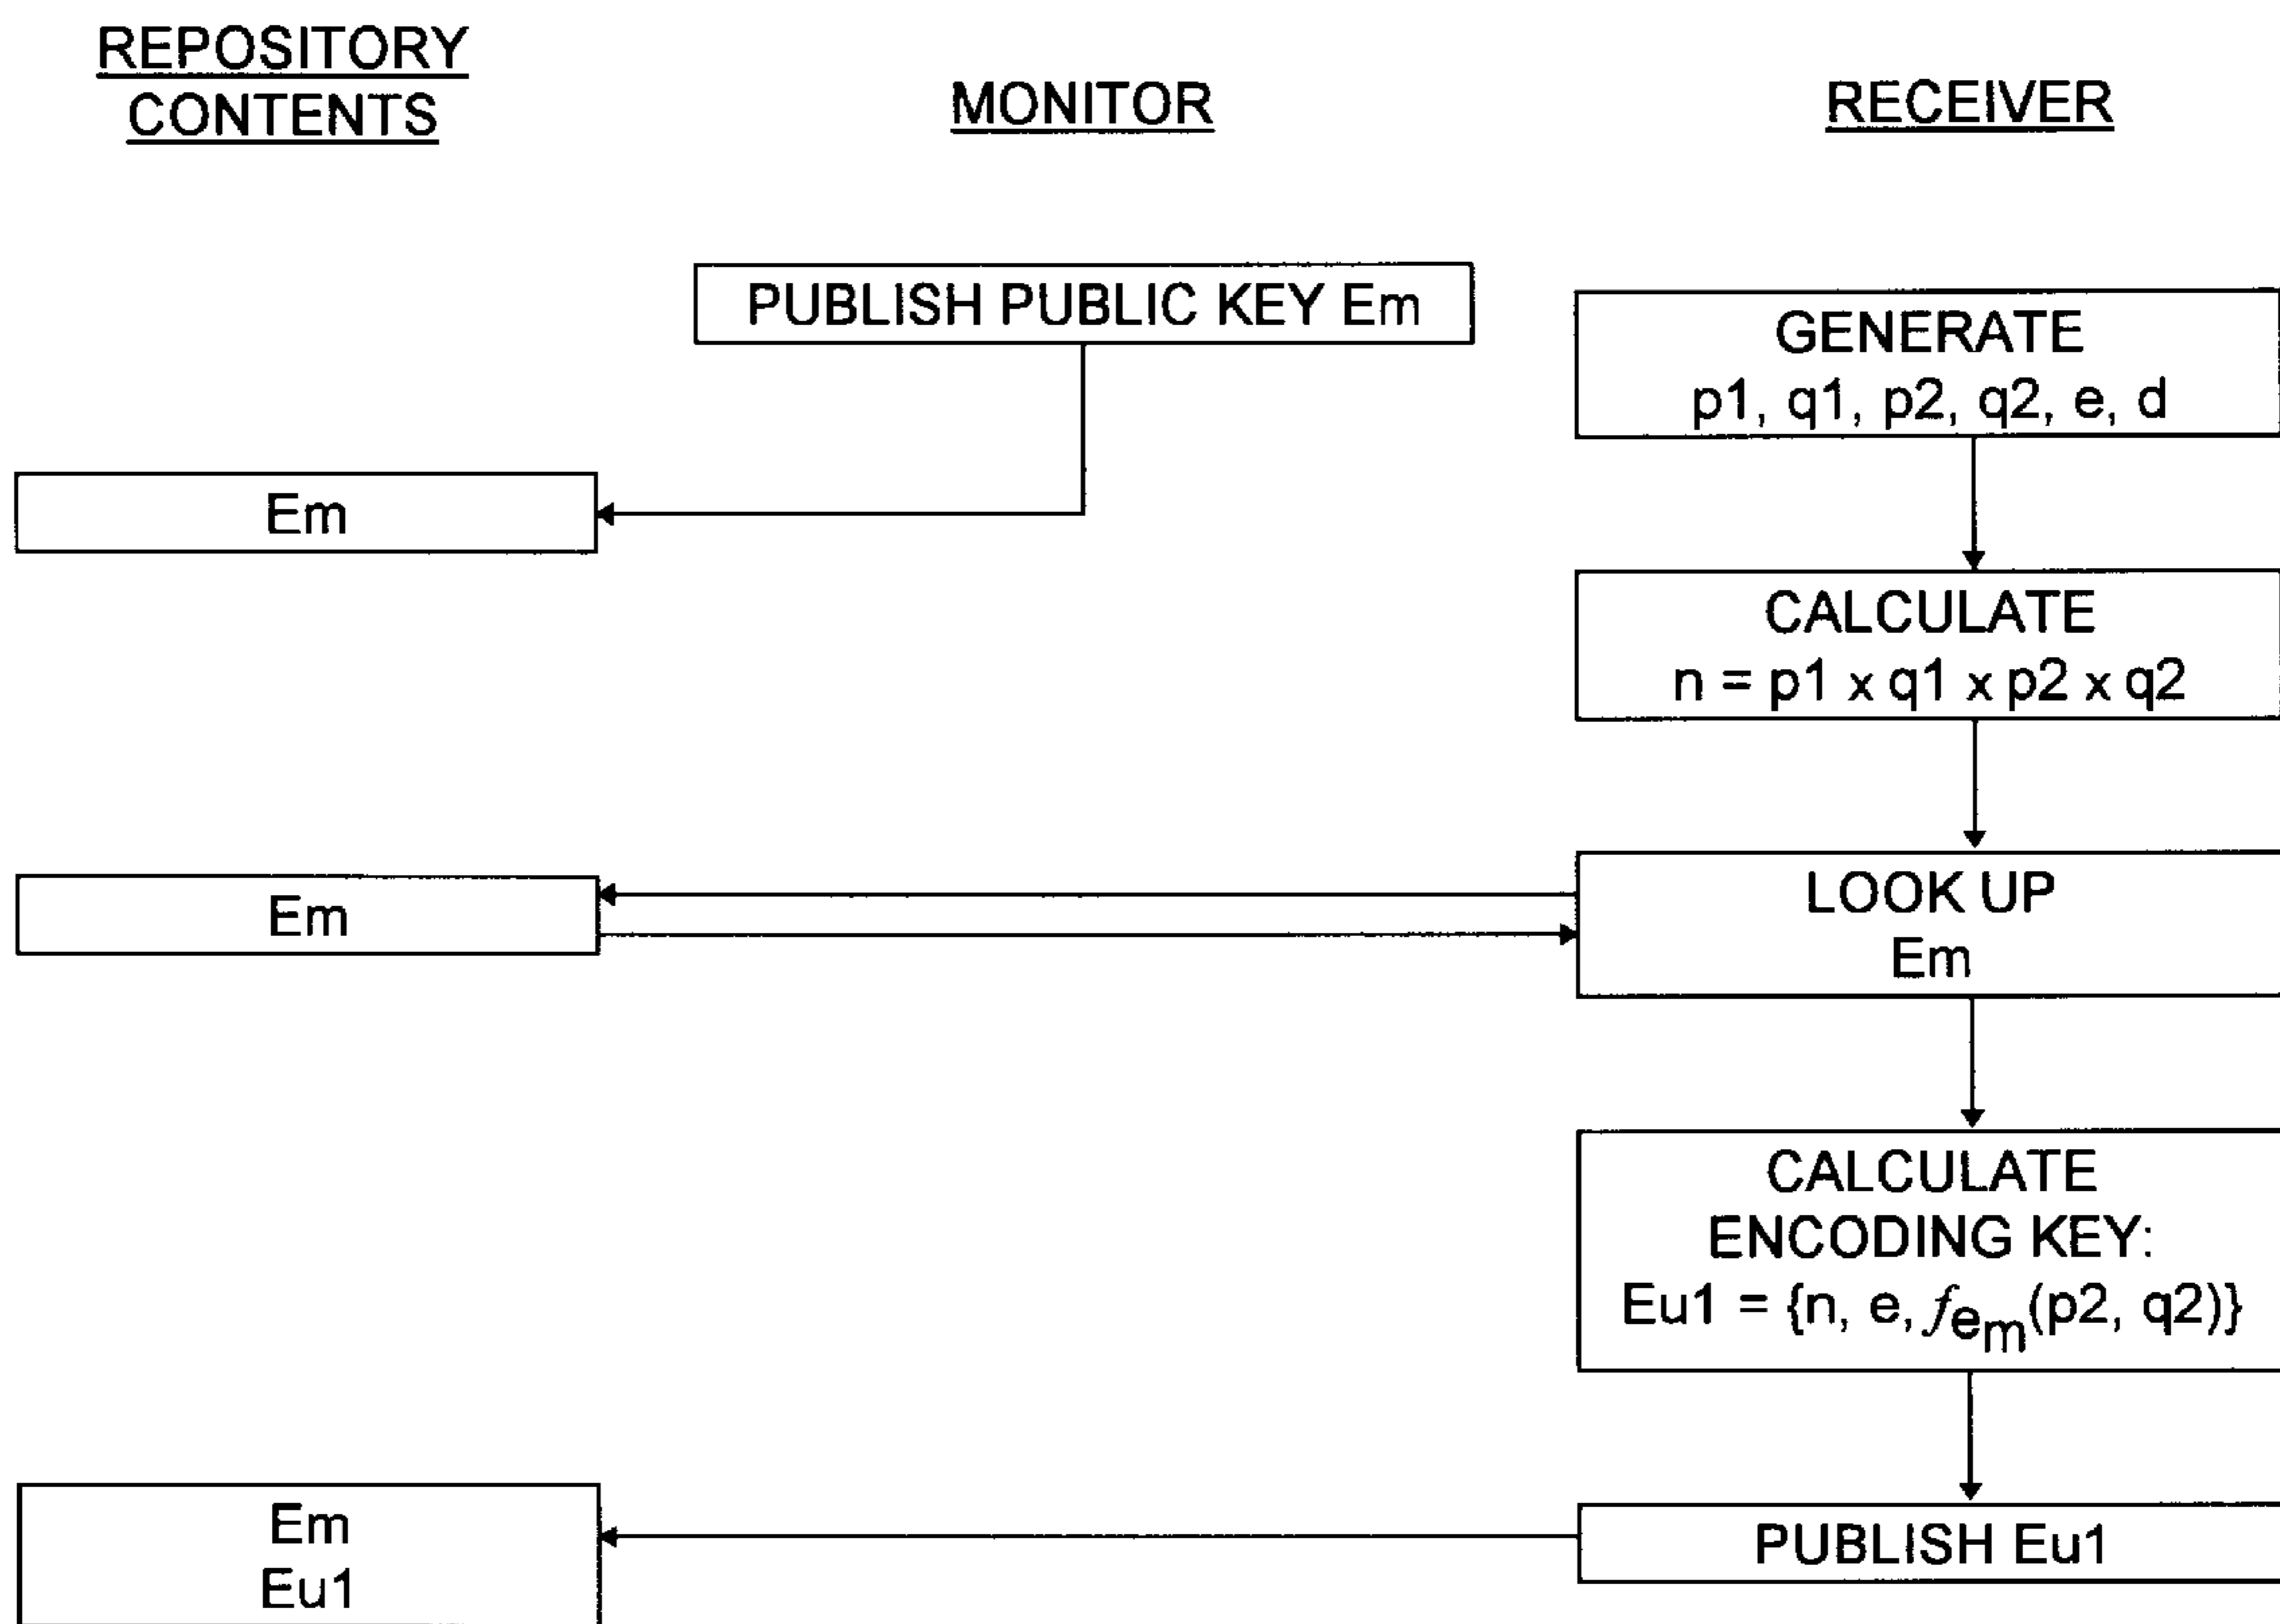 REPOSITORY
CONTENTS
MONITOR
RECEIVER
PUBLISH PUBLIC KEY Em
GENERATE
p1, q1, p2, q2, e, d
Em
CALCULATE
n = p1 x q1 x p2 x q2
Em
LOOK UP
Em
CALCULATE
ENCODING KEY:
Eu1 = {n, e, fem(p2, q2)}
Em
Eu1
PUBLISH Eu1